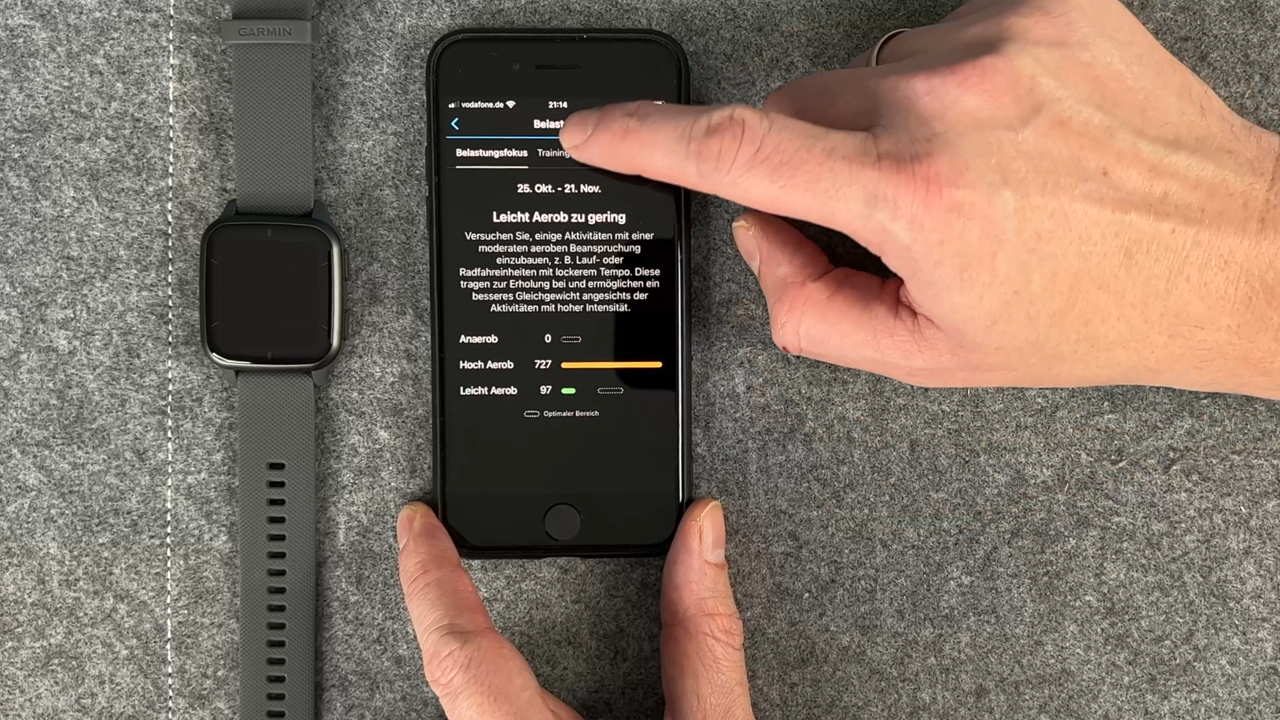 GARMIN
vodafone.de 21:14
Belast
Belastungsfokus Training
25. Okt. - 21. Nov.
Leicht Aerob zu gering
Versuchen Sie, einige Aktivitäten mit einer
moderaten aeroben Beanspruchung
einzubauen, z. B. Lauf- oder
Radfahreinheiten mit lockerem Tempo. Diese
tragen zur Erholung bei und ermöglichen ein
besseres Gleichgewicht angesichts der
Aktivitäten mit hoher Intensität.
Anaerob 0
Hoch Aerob 727
Leicht Aerob 97
Optimaler Bereich